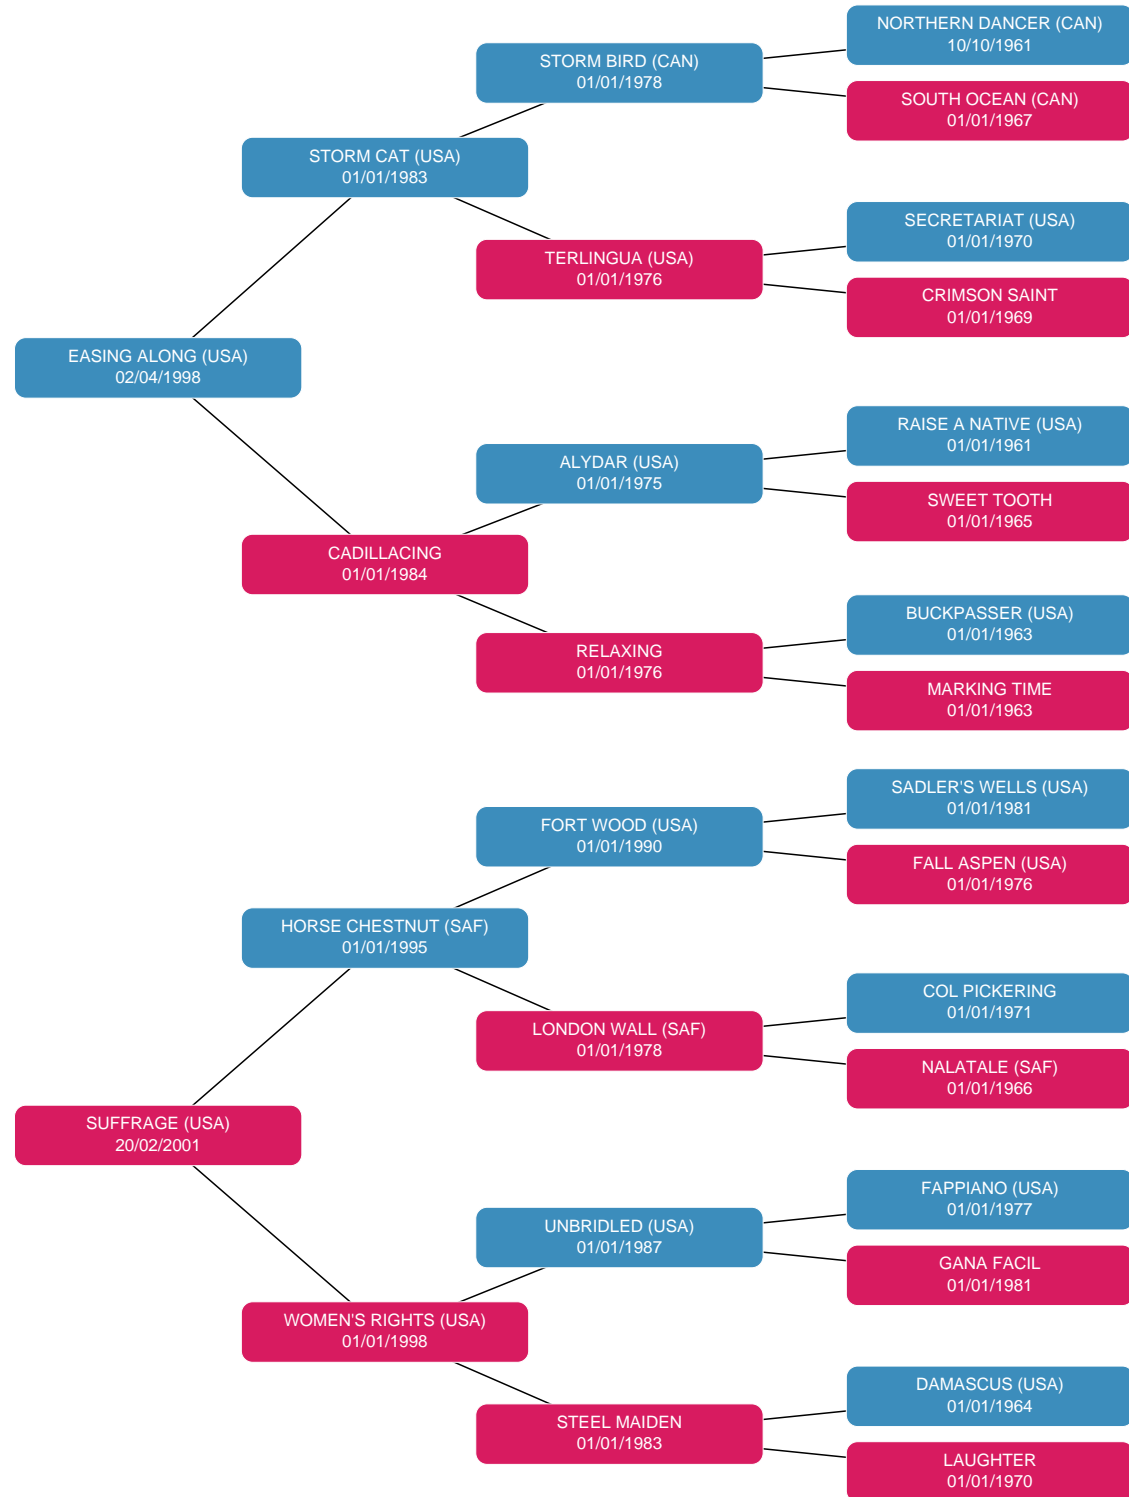 NORTHERN DANCER (CAN)
10/10/1961
STORM BIRD (CAN)
01/01/1978
SOUTH OCEAN (CAN)
01/01/1967
STORM CAT (USA)
01/01/1983
SECRETARIAT (USA)
01/01/1970
TERLINGUA (USA)
01/01/1976
CRIMSON SAINT
01/01/1969
EASING ALONG (USA)
02/04/1998
RAISE A NATIVE (USA)
01/01/1961
ALYDAR (USA)
01/01/1975
SWEET TOOTH
01/01/1965
CADILLACING
01/01/1984
BUCKPASSER (USA)
01/01/1963
RELAXING
01/01/1976
MARKING TIME
01/01/1963
SADLER'S WELLS (USA)
01/01/1981
FORT WOOD (USA)
01/01/1990
FALL ASPEN (USA)
01/01/1976
HORSE CHESTNUT (SAF)
01/01/1995
COL PICKERING
01/01/1971
LONDON WALL (SAF)
01/01/1978
NALATALE (SAF)
01/01/1966
SUFFRAGE (USA)
20/02/2001
FAPPIANO (USA)
01/01/1977
UNBRIDLED (USA)
01/01/1987
GANA FACIL
01/01/1981
WOMEN'S RIGHTS (USA)
01/01/1998
DAMASCUS (USA)
01/01/1964
STEEL MAIDEN
01/01/1983
LAUGHTER
01/01/1970